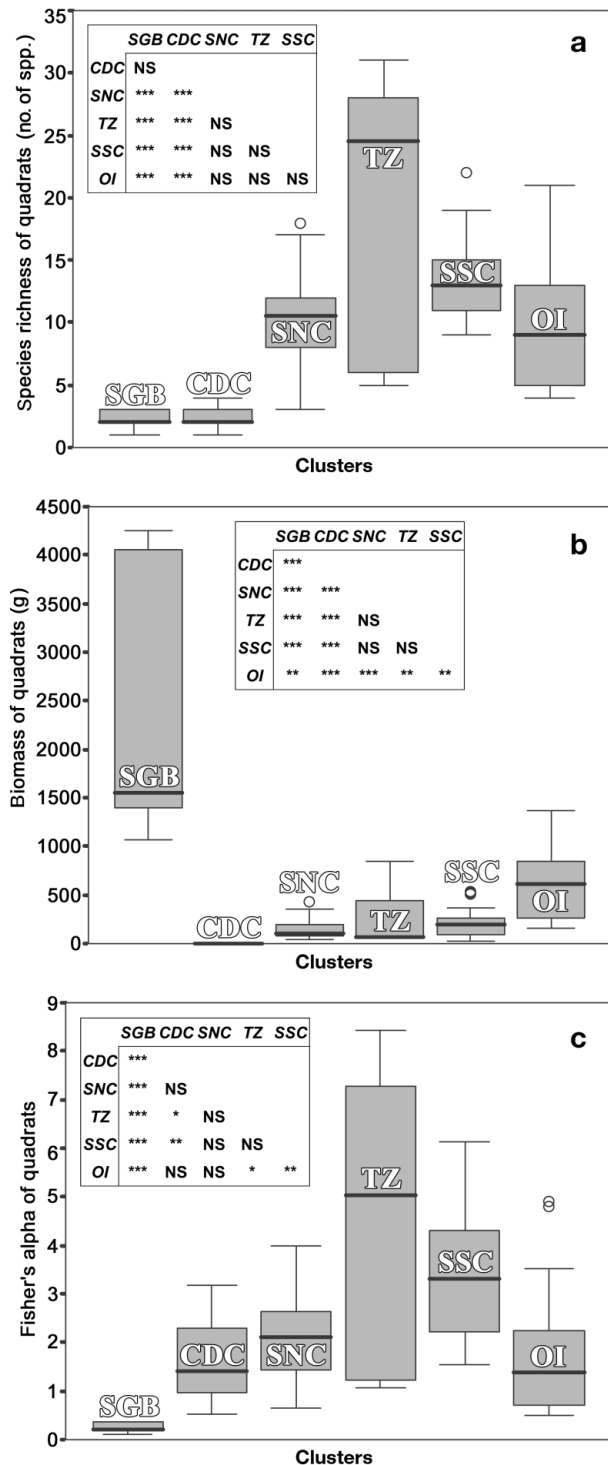 a
Species richness of quadrats (no. of spp.)
35
30
25
20
15
10
5
0
SGB CDC SNC TZ SSC
CDC NS
SNC *** ***
TZ *** *** NS
SSC *** *** NS NS
OI *** *** NS NS NS
SGB
CDC
SNC
TZ
SSC
OI
Clusters
b
Biomass of quadrats (g)
4500
4000
3500
3000
2500
2000
1500
1000
500
0
SGB CDC SNC TZ SSC
CDC ***
SNC *** ***
TZ *** *** NS
SSC *** *** NS NS
OI ** *** *** ** **
SGB
CDC
SNC
TZ
SSC
OI
Clusters
c
Fisher's alpha of quadrats
9
8
7
6
5
4
3
2
1
0
SGB CDC SNC TZ SSC
CDC ***
SNC *** NS
TZ *** * NS
SSC *** ** NS NS
OI *** NS NS * **
SGB
CDC
SNC
TZ
SSC
OI
Clusters